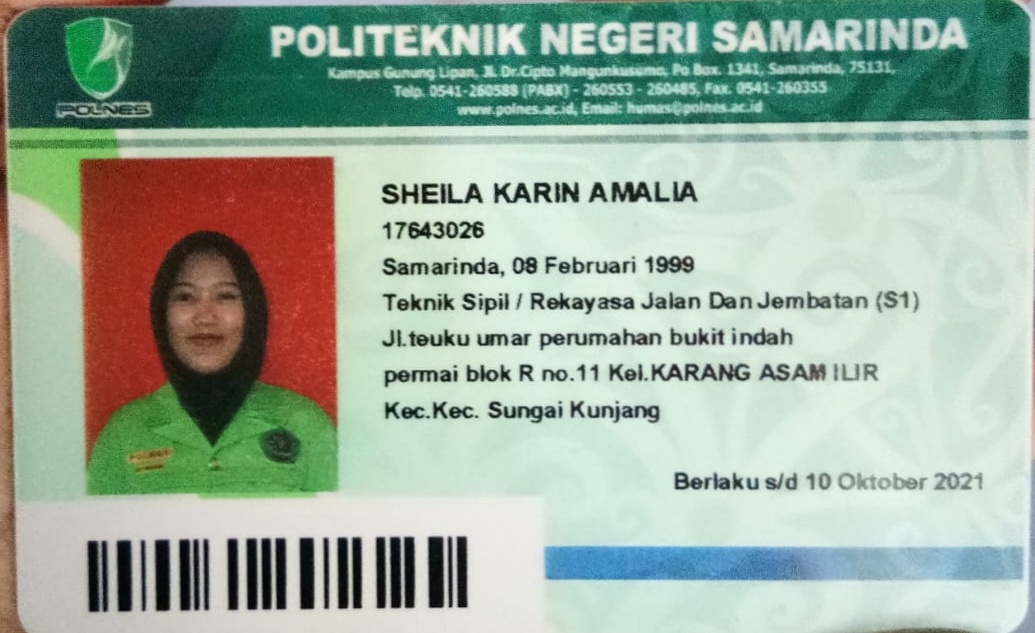 POLITEKNIK NEGERI SAMARINDA
Kampus Gunung Lipan, Jl. Dr.Cipto Mangunkusumo, Po Box. 1341, Samarinda, 75131,
Telp. 0541-260588 (PABX) - 260553 - 260485, Fax. 0541-260355
www.polnes.ac.id, Email: humas@polnes.ac.id
POLNES
SHEILA KARIN AMALIA
17643026
Samarinda, 08 Februari 1999
Teknik Sipil / Rekayasa Jalan Dan Jembatan (S1)
Jl.teuku umar perumahan bukit indah
permai blok R no.11 Kel.KARANG ASAM ILIR
Kec.Kec. Sungai Kunjang
Berlaku s/d 10 Oktober 2021